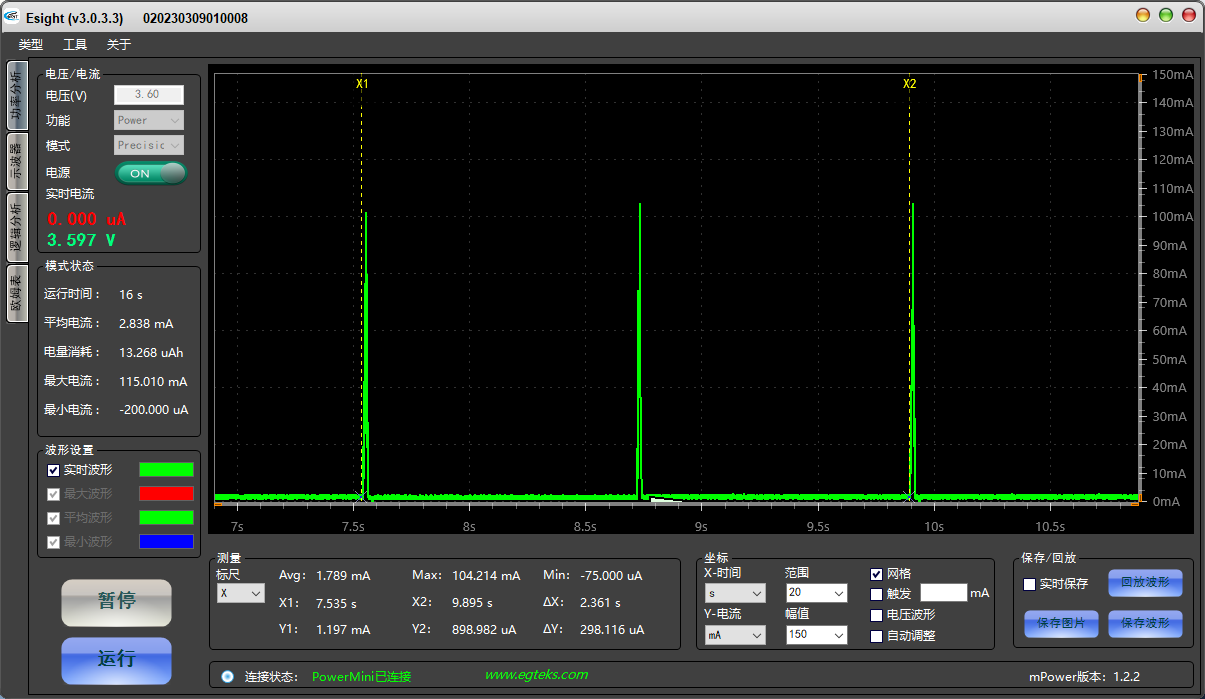 Esight (v3.0.3.3) 020230309010008
类型 工具 关于
功率分析
示波器
逻辑分析
欧姆表
电压/电流
电压(V) 3.60
功能 Power
模式 Precisic
电源 ON
实时电流
0.000 uA
3.597 V
模式状态
运行时间： 16 s
平均电流： 2.838 mA
电量消耗： 13.268 uAh
最大电流： 115.010 mA
最小电流： -200.000 uA
波形设置
实时波形
最大波形
平均波形
最小波形
暂停
运行
X1 X2
150mA
140mA
130mA
120mA
110mA
100mA
90mA
80mA
70mA
60mA
50mA
40mA
30mA
20mA
10mA
0mA
7s 7.5s 8s 8.5s 9s 9.5s 10s 10.5s
测量
标尺
X
Avg: 1.789 mA Max: 104.214 mA Min: -75.000 uA
X1: 7.535 s X2: 9.895 s ΔX: 2.361 s
Y1: 1.197 mA Y2: 898.982 uA ΔY: 298.116 uA
坐标
X-时间 范围
s 20
Y-电流 幅值
mA 150
网格
触发 mA
电压波形
自动调整
保存/回放
实时保存 回放波形
保存图片 保存波形
连接状态： PowerMini已连接 www.egteks.com mPower版本： 1.2.2